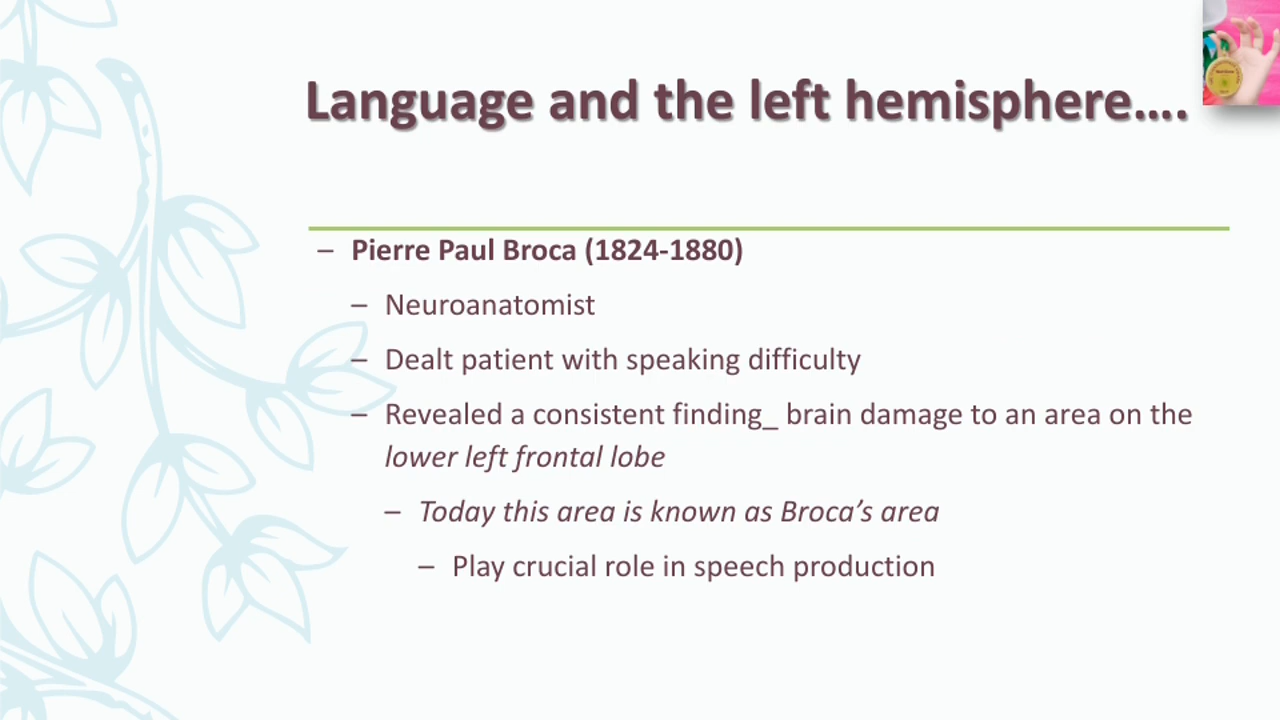 Language and the left hemisphere….
– Pierre Paul Broca (1824-1880)
– Neuroanatomist
– Dealt patient with speaking difficulty
– Revealed a consistent finding_ brain damage to an area on the
lower left frontal lobe
– Today this area is known as Broca’s area
– Play crucial role in speech production